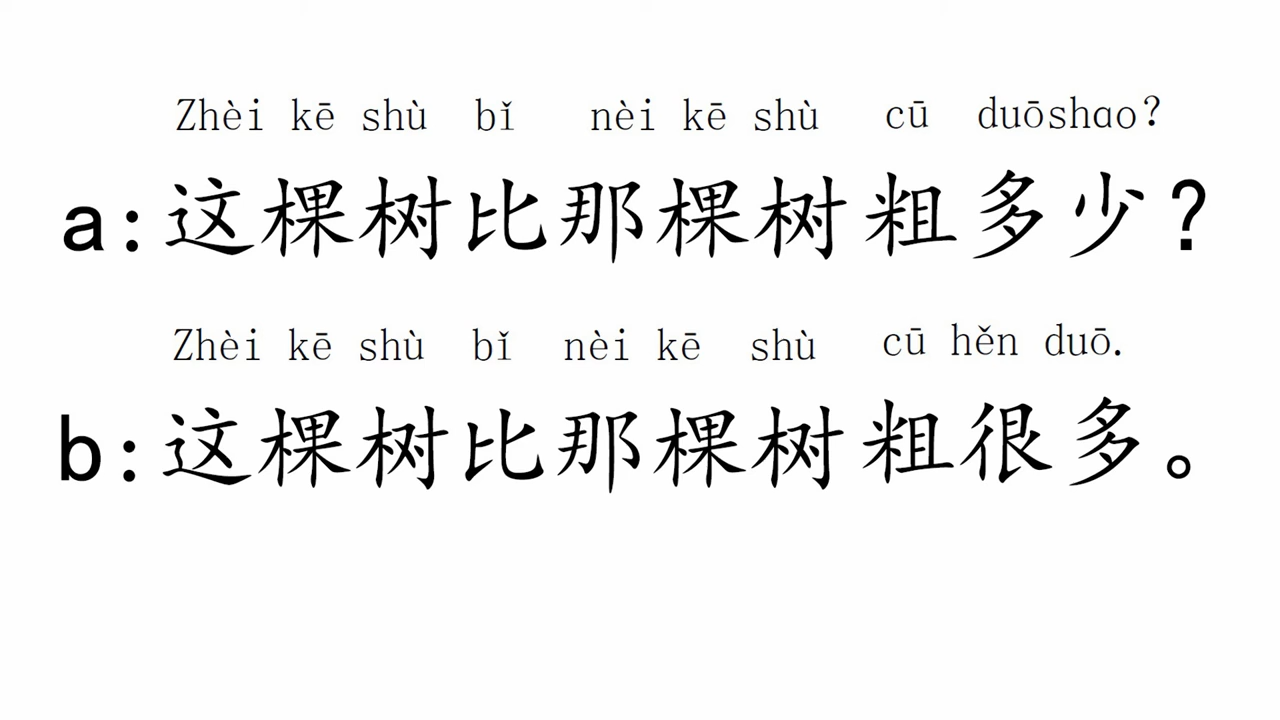 Zhèi kē shù bǐ nèi kē shù cū duōshao?
a:这棵树比那棵树粗多少？
Zhèi kē shù bǐ nèi kē shù cū hěn duō.
b:这棵树比那棵树粗很多。